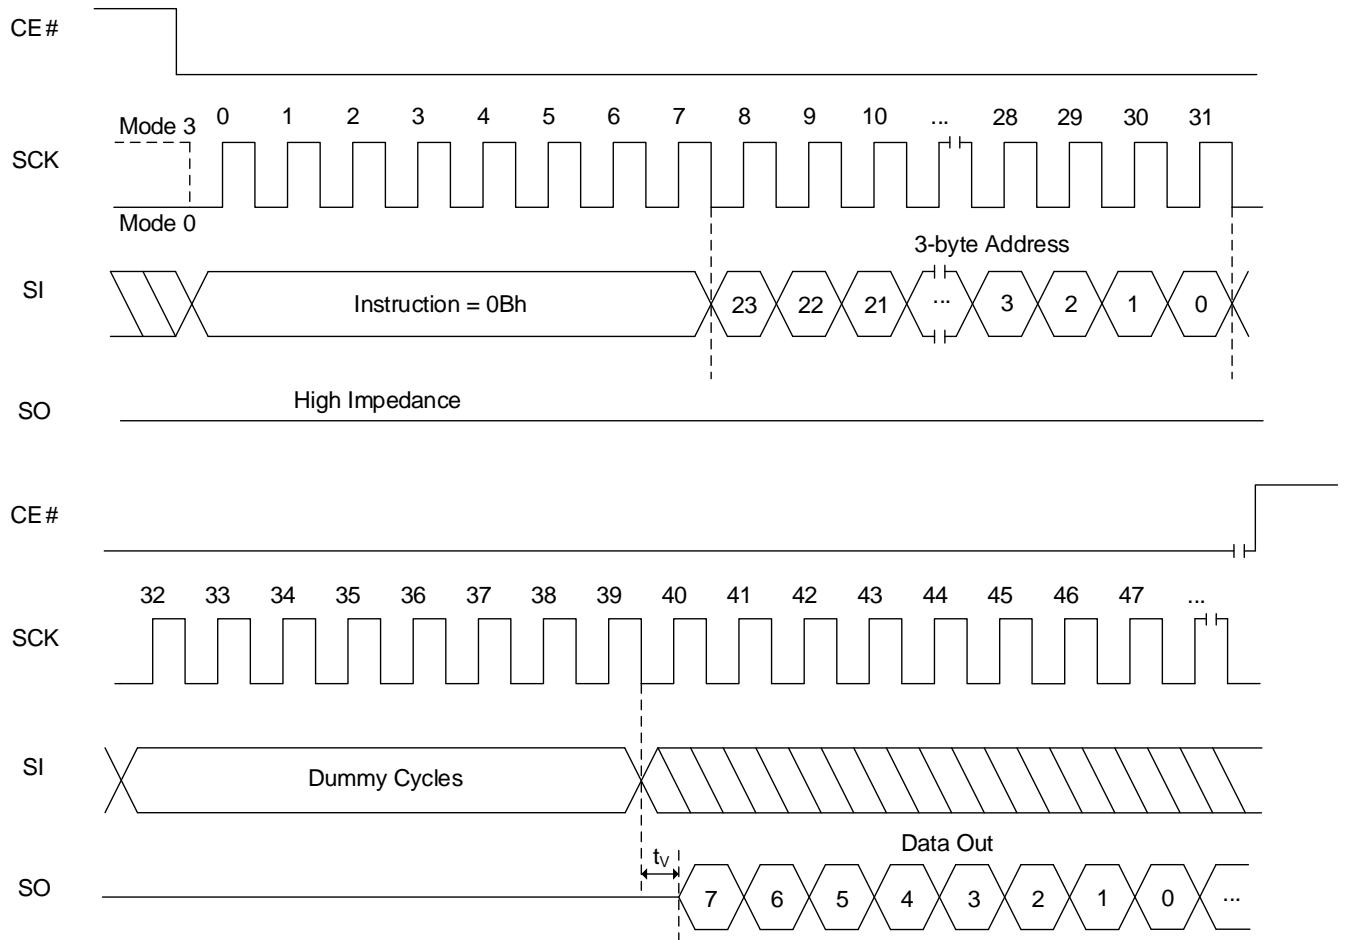 CE#
Mode 3
0 1 2 3 4 5 6 7 8 9 10 ... 28 29 30 31
SCK
Mode 0
3-byte Address
SI
Instruction = 0Bh
23 22 21 ... 3 2 1 0
High Impedance
SO
CE#
32 33 34 35 36 37 38 39 40 41 42 43 44 45 46 47 ...
SCK
SI
Dummy Cycles
Data Out
tV
SO
7 6 5 4 3 2 1 0 ...